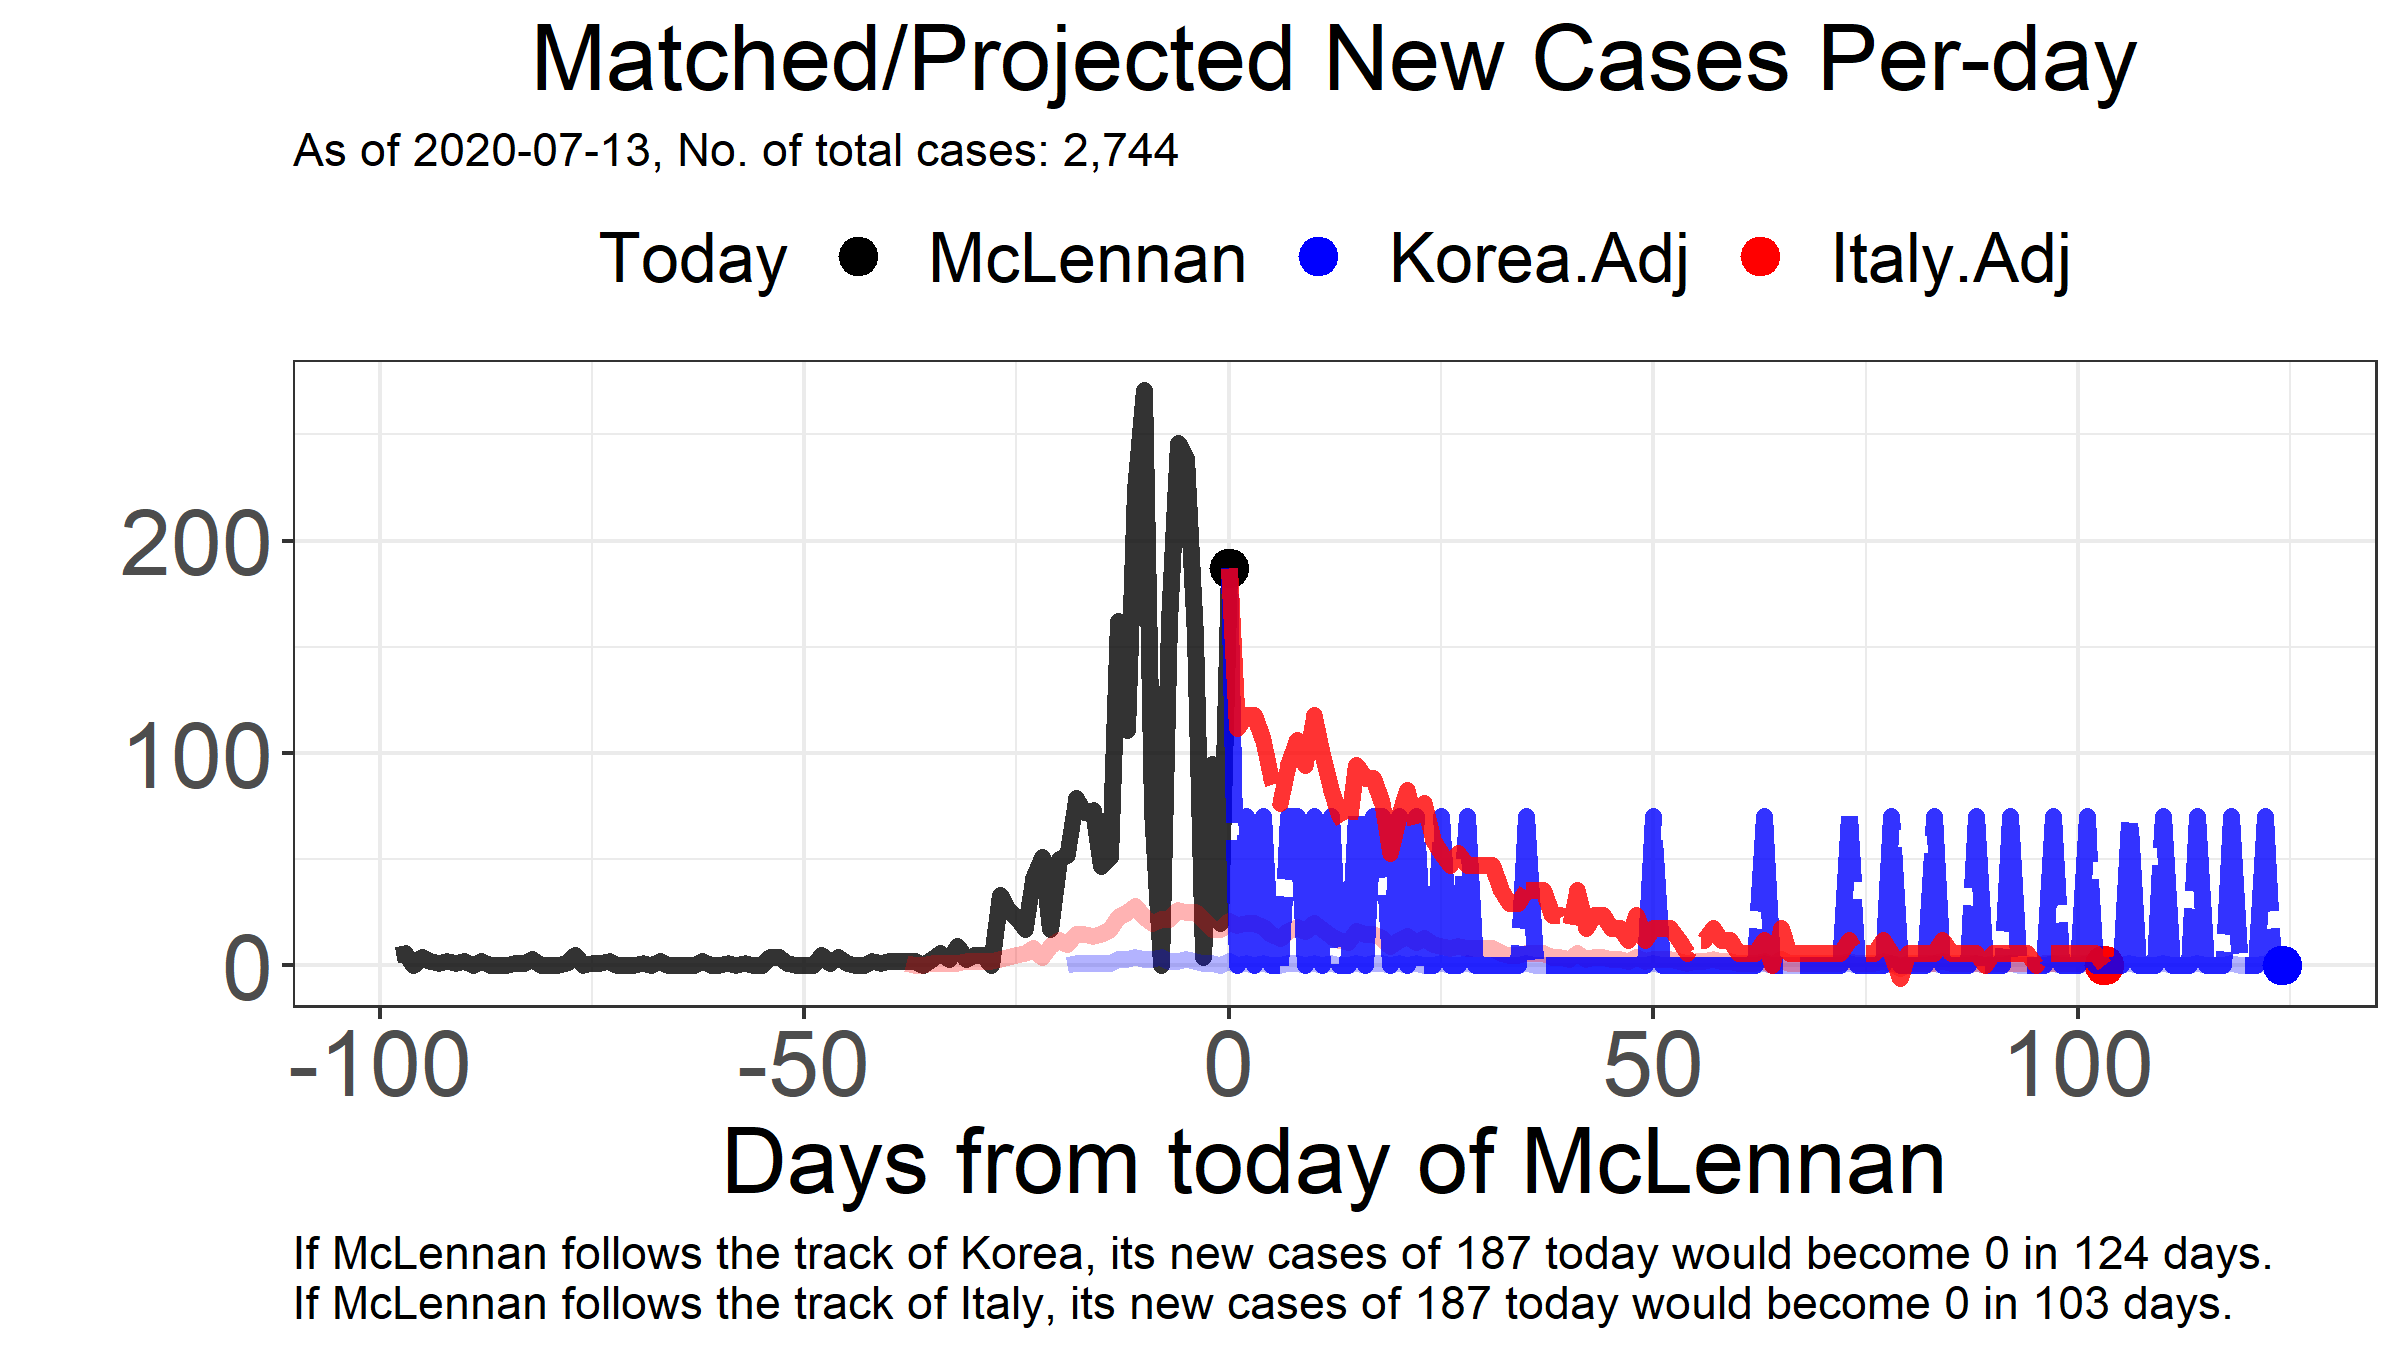 Matched/Projected New Cases Per-day
As of 2020-07-13, No. of total cases: 2,744
Today McLennan Korea.Adj Italy.Adj
200
100
0
-100 -50 0 50 100
Days from today of McLennan
If McLennan follows the track of Korea, its new cases of 187 today would become 0 in 124 days.
If McLennan follows the track of Italy, its new cases of 187 today would become 0 in 103 days.